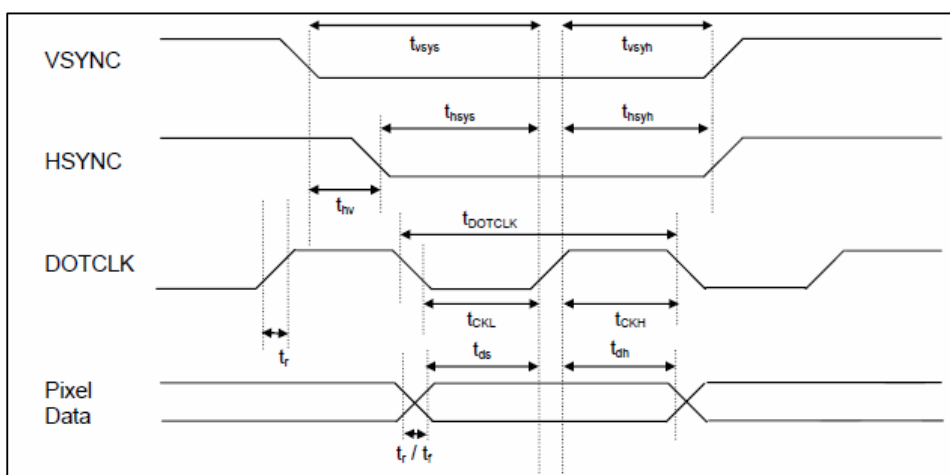 VSYNC
tvsys
tvsyh
HSYNC
thsys
thsyh
thv
tDOTCLK
DOTCLK
tCKL
tCKH
tr
tds
tdh
Pixel
Data
tr / tf